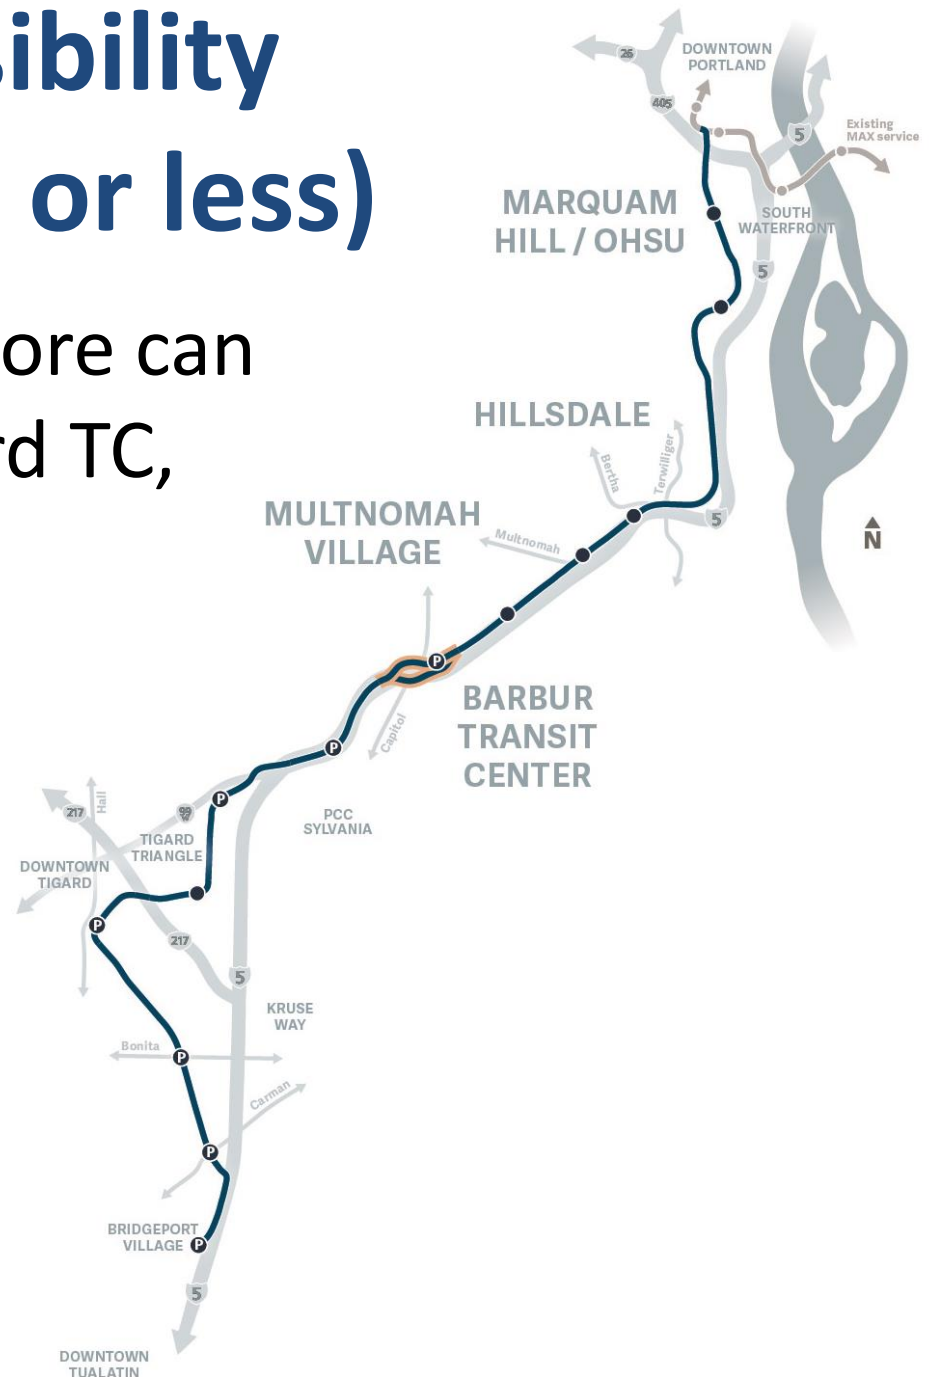 sibility
or less)
ore can
rd TC,
DOWNTOWN
PORTLAND
26
405
5
Existing
MAX service
MARQUAM
HILL / OHSU
SOUTH
WATERFRONT
5
HILLSDALE
Bertha
Terwilliger
MULTNOMAH
VILLAGE
Multnomah
5
N
P
BARBUR
TRANSIT
CENTER
Capitol
P
P
Hall
217
99
W
PCC
SYLVANIA
TIGARD
TRIANGLE
DOWNTOWN
TIGARD
P
217
5
KRUSE
WAY
Bonita
P
Carman
P
BRIDGEPORT
VILLAGE
P
5
DOWNTOWN
TUALATIN